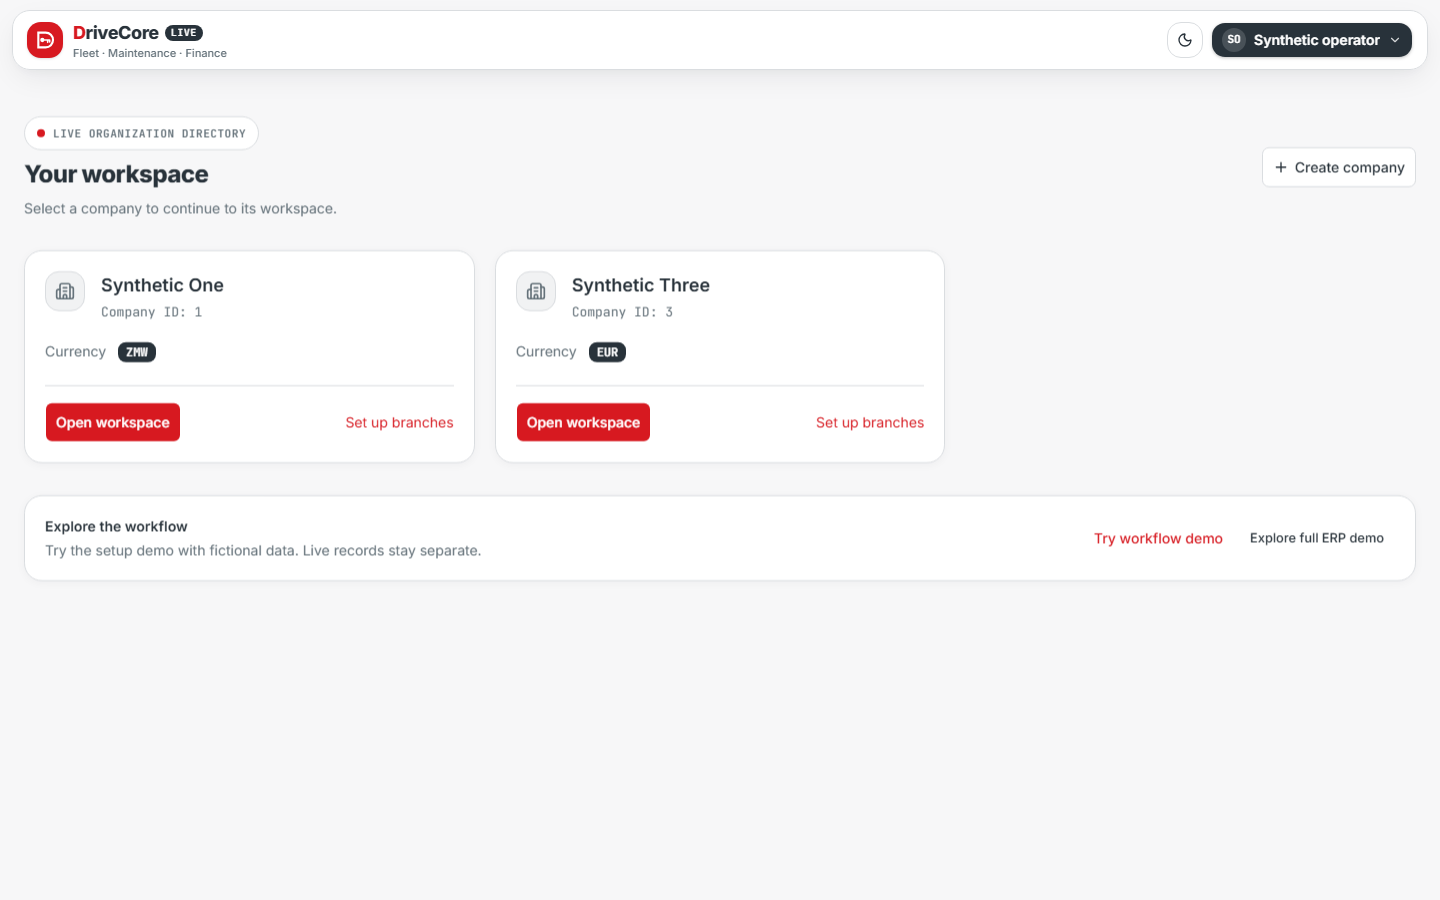 DriveCore LIVE
Fleet · Maintenance · Finance
SO Synthetic operator
LIVE ORGANIZATION DIRECTORY
Your workspace
Select a company to continue to its workspace.
+ Create company
Synthetic One
Company ID: 1
Currency ZMW
Open workspace
Set up branches
Synthetic Three
Company ID: 3
Currency EUR
Open workspace
Set up branches
Explore the workflow
Try the setup demo with fictional data. Live records stay separate.
Try workflow demo
Explore full ERP demo